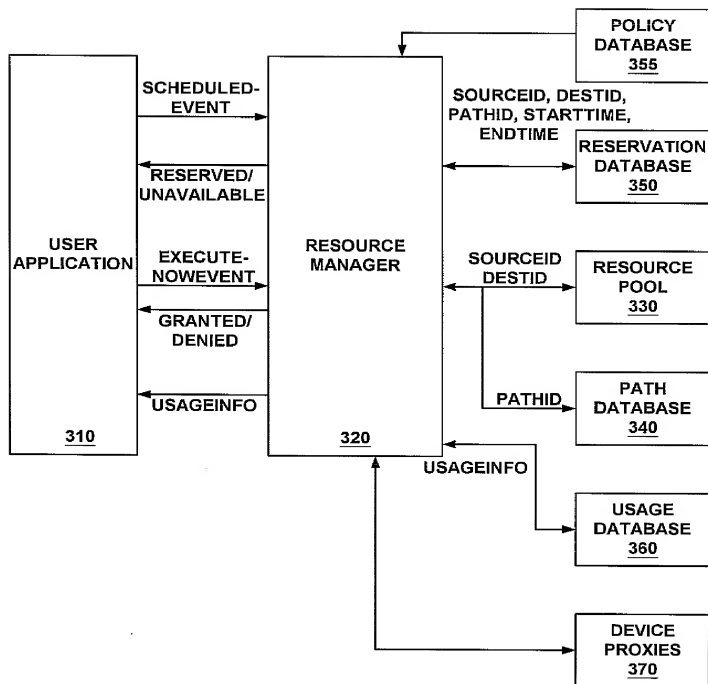 POLICY
DATABASE
355
SCHEDULED-
EVENT
SOURCEID, DESTID,
PATHID, STARTTIME,
ENDTIME
RESERVATION
DATABASE
350
RESERVED/
UNAVAILABLE
USER
APPLICATION
RESOURCE
MANAGER
EXECUTE-
NOWEVENT
SOURCEID
DESTID
RESOURCE
POOL
330
GRANTED/
DENIED
USAGEINFO
PATHID
PATH
DATABASE
340
310
320
USAGEINFO
USAGE
DATABASE
360
DEVICE
PROXIES
370